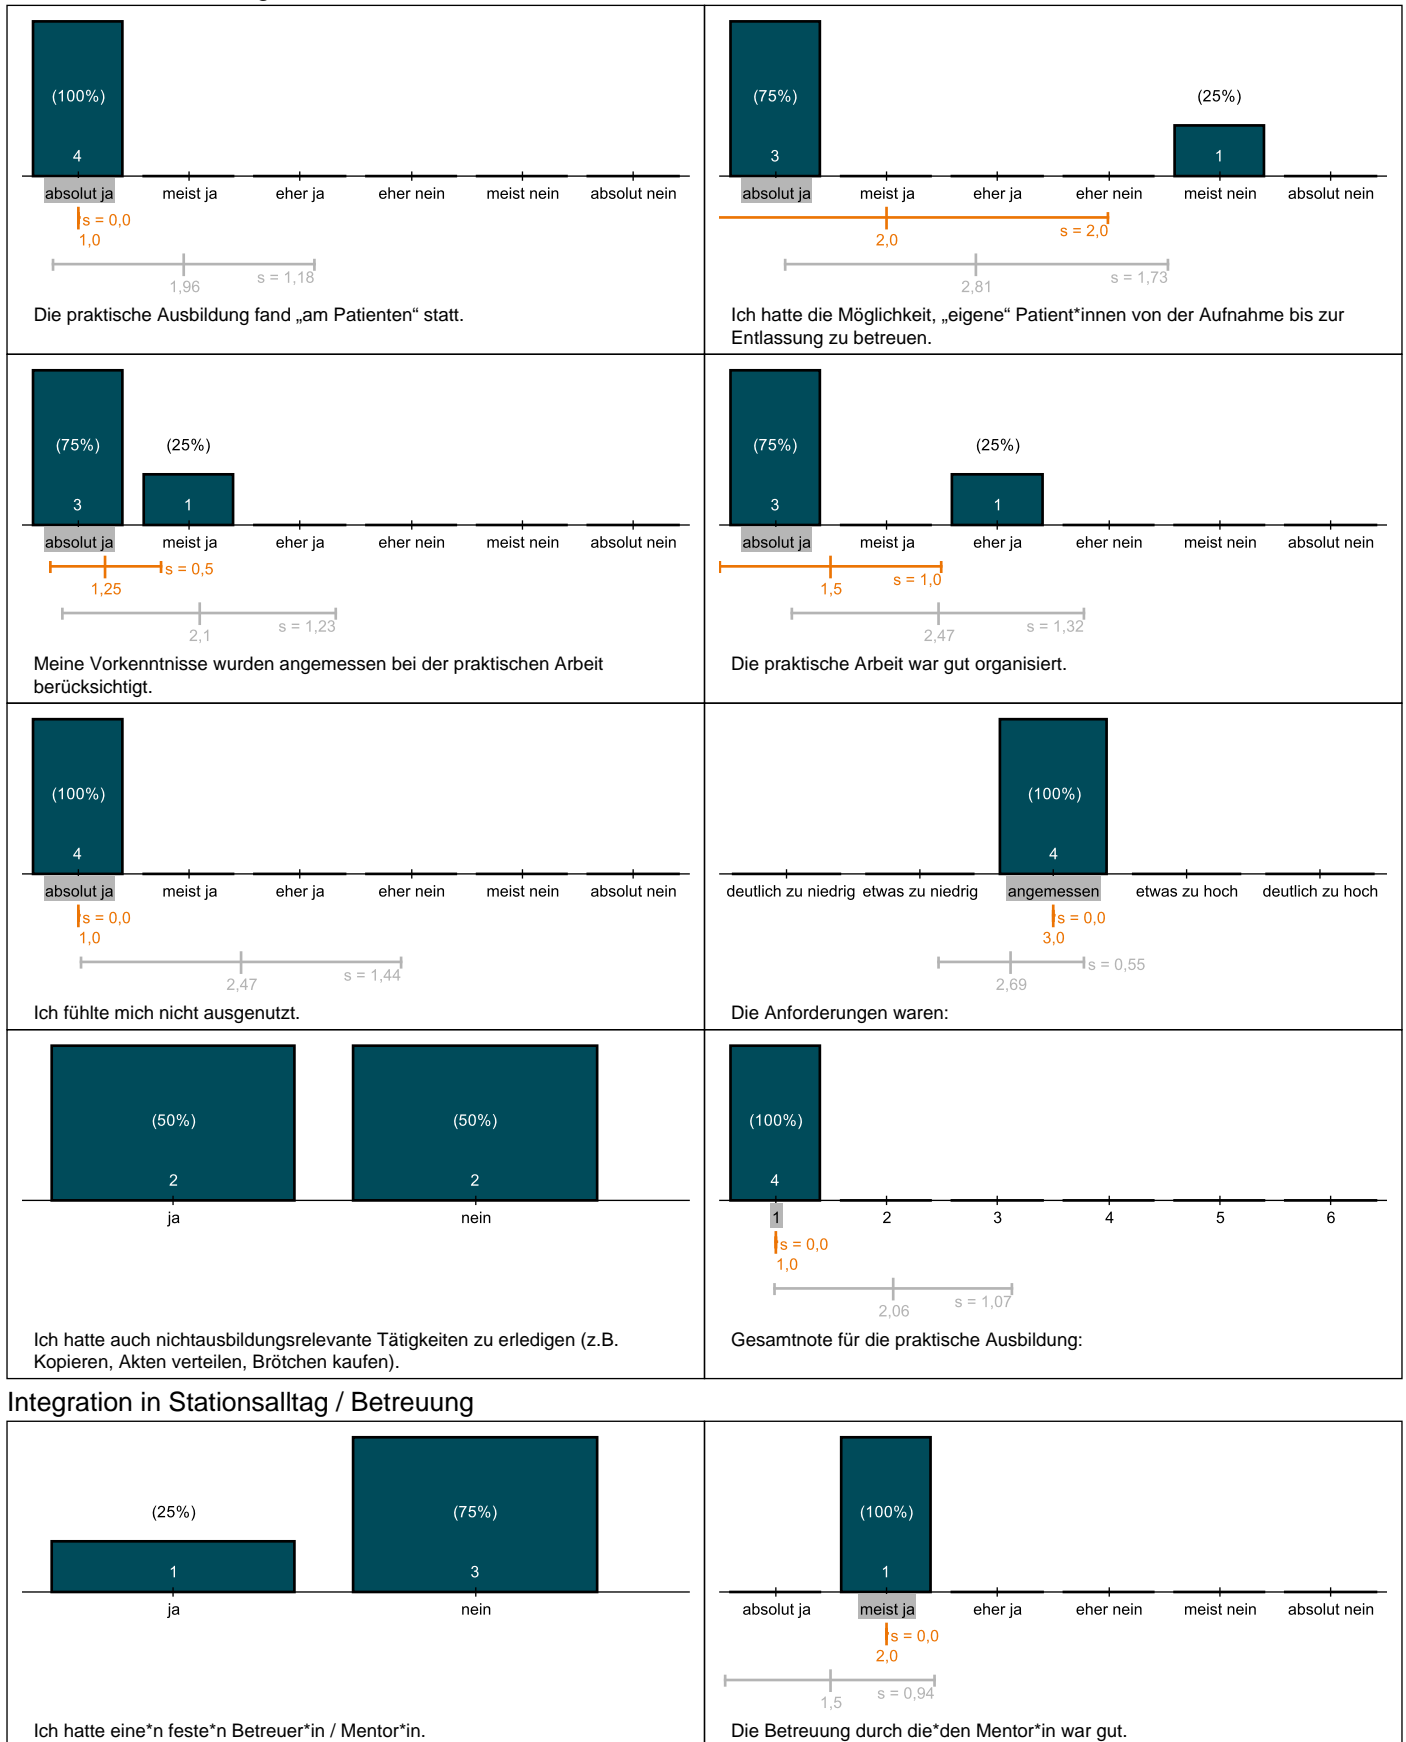 (100%)
4
absolut ja meist ja eher ja eher nein meist nein absolut nein
s = 0,0
1,0
s = 1,18
1,96
Die praktische Ausbildung fand „am Patienten“ statt.
(75%) (25%)
3 1
absolut ja meist ja eher ja eher nein meist nein absolut nein
s = 2,0
2,0
s = 1,73
2,81
Ich hatte die Möglichkeit, „eigene“ Patient*innen von der Aufnahme bis zur
Entlassung zu betreuen.
(75%) (25%)
3 1
absolut ja meist ja eher ja eher nein meist nein absolut nein
s = 0,5
1,25
s = 1,23
2,1
Meine Vorkenntnisse wurden angemessen bei der praktischen Arbeit
berücksichtigt.
(75%) (25%)
3 1
absolut ja meist ja eher ja eher nein meist nein absolut nein
s = 1,0
1,5
s = 1,32
2,47
Die praktische Arbeit war gut organisiert.
(100%)
4
absolut ja meist ja eher ja eher nein meist nein absolut nein
s = 0,0
1,0
s = 1,44
2,47
Ich fühlte mich nicht ausgenutzt.
(100%)
4
deutlich zu niedrig etwas zu niedrig angemessen etwas zu hoch deutlich zu hoch
s = 0,0
3,0
s = 0,55
2,69
Die Anforderungen waren:
(50%) (50%)
2 2
ja nein
Ich hatte auch nichtausbildungsrelevante Tätigkeiten zu erledigen (z.B.
Kopieren, Akten verteilen, Brötchen kaufen).
(100%)
4
1 2 3 4 5 6
s = 0,0
1,0
s = 1,07
2,06
Gesamtnote für die praktische Ausbildung:
Integration in Stationsalltag / Betreuung
(25%) (75%)
1 3
ja nein
Ich hatte eine*n feste*n Betreuer*in / Mentor*in.
(100%)
1
absolut ja meist ja eher ja eher nein meist nein absolut nein
s = 0,0
2,0
s = 0,94
1,5
Die Betreuung durch die*den Mentor*in war gut.